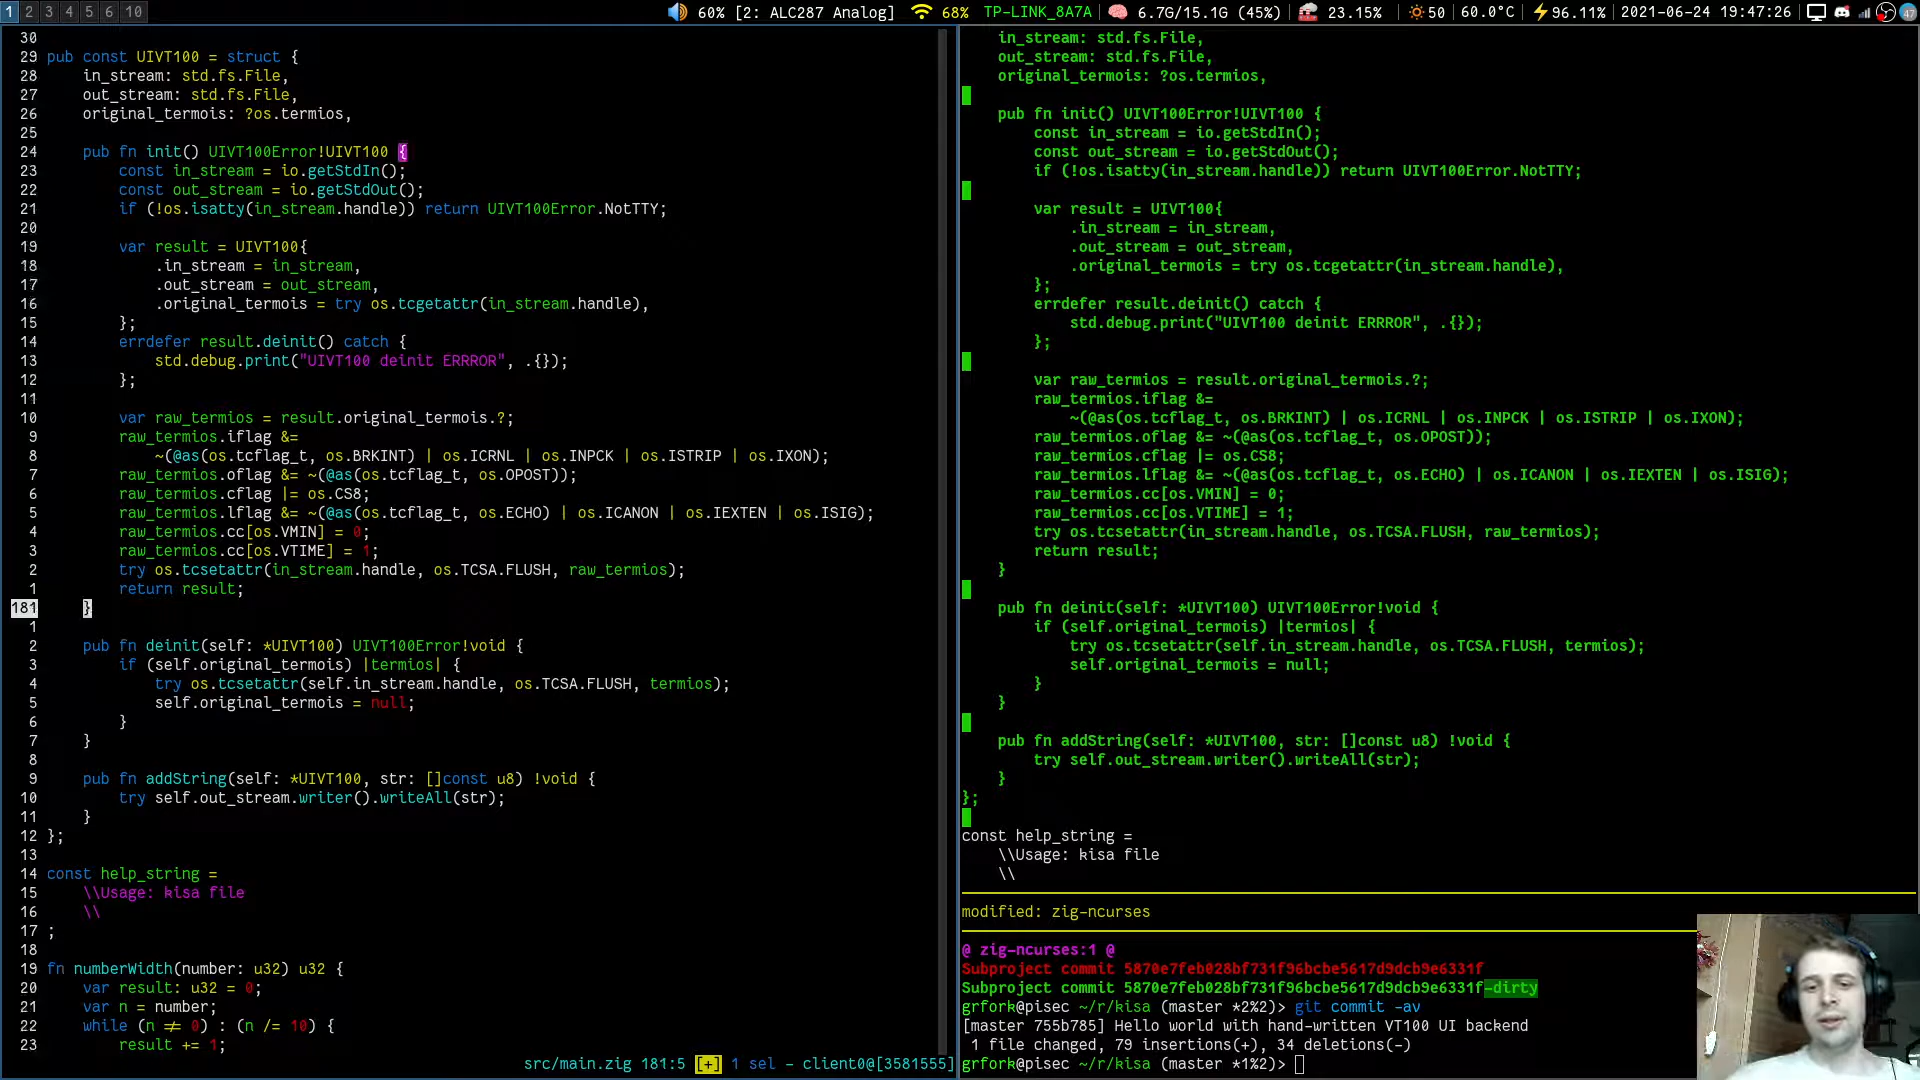 1 2 3 4 5 6 10
60% [2: ALC287 Analog] 68% TP-LINK_8A7A 6.7G/15.1G (45%) 23.15% 50 60.0°C 96.11% 2021-06-24 19:47:26 47
30
29 pub const UIVT100 = struct {
28 in_stream: std.fs.File,
27 out_stream: std.fs.File,
26 original_termois: ?os.termios,
25
24 pub fn init() UIVT100Error!UIVT100 {
23 const in_stream = io.getStdIn();
22 const out_stream = io.getStdOut();
21 if (!os.isatty(in_stream.handle)) return UIVT100Error.NotTTY;
20
19 var result = UIVT100{
18 .in_stream = in_stream,
17 .out_stream = out_stream,
16 .original_termois = try os.tcgetattr(in_stream.handle),
15 };
14 errdefer result.deinit() catch {
13 std.debug.print("UIVT100 deinit ERRROR", .{});
12 };
11
10 var raw_termios = result.original_termois.?;
9 raw_termios.iflag &=
8 ~(@as(os.tcflag_t, os.BRKINT) | os.ICRNL | os.INPCK | os.ISTRIP | os.IXON);
7 raw_termios.oflag &= ~(@as(os.tcflag_t, os.OPOST));
6 raw_termios.cflag |= os.CS8;
5 raw_termios.lflag &= ~(@as(os.tcflag_t, os.ECHO) | os.ICANON | os.IEXTEN | os.ISIG);
4 raw_termios.cc[os.VMIN] = 0;
3 raw_termios.cc[os.VTIME] = 1;
2 try os.tcsetattr(in_stream.handle, os.TCSA.FLUSH, raw_termios);
1 return result;
181 }
1
2 pub fn deinit(self: *UIVT100) UIVT100Error!void {
3 if (self.original_termois) |termios| {
4 try os.tcsetattr(self.in_stream.handle, os.TCSA.FLUSH, termios);
5 self.original_termois = null;
6 }
7 }
8
9 pub fn addString(self: *UIVT100, str: []const u8) !void {
10 try self.out_stream.writer().writeAll(str);
11 }
12 };
13
14 const help_string =
15 \\Usage: kisa file
16 \\
17 ;
18
19 fn numberWidth(number: u32) u32 {
20 var result: u32 = 0;
21 var n = number;
22 while (n ≠ 0) : (n /= 10) {
23 result += 1;
src/main.zig 181:5 [+] 1 sel - client0@[3581555]
in_stream: std.fs.File,
out_stream: std.fs.File,
original_termois: ?os.termios,
pub fn init() UIVT100Error!UIVT100 {
const in_stream = io.getStdIn();
const out_stream = io.getStdOut();
if (!os.isatty(in_stream.handle)) return UIVT100Error.NotTTY;
var result = UIVT100{
.in_stream = in_stream,
.out_stream = out_stream,
.original_termois = try os.tcgetattr(in_stream.handle),
};
errdefer result.deinit() catch {
std.debug.print("UIVT100 deinit ERRROR", .{});
};
var raw_termios = result.original_termois.?;
raw_termios.iflag &=
~(@as(os.tcflag_t, os.BRKINT) | os.ICRNL | os.INPCK | os.ISTRIP | os.IXON);
raw_termios.oflag &= ~(@as(os.tcflag_t, os.OPOST));
raw_termios.cflag |= os.CS8;
raw_termios.lflag &= ~(@as(os.tcflag_t, os.ECHO) | os.ICANON | os.IEXTEN | os.ISIG);
raw_termios.cc[os.VMIN] = 0;
raw_termios.cc[os.VTIME] = 1;
try os.tcsetattr(in_stream.handle, os.TCSA.FLUSH, raw_termios);
return result;
}
pub fn deinit(self: *UIVT100) UIVT100Error!void {
if (self.original_termois) |termios| {
try os.tcsetattr(self.in_stream.handle, os.TCSA.FLUSH, termios);
self.original_termois = null;
}
}
pub fn addString(self: *UIVT100, str: []const u8) !void {
try self.out_stream.writer().writeAll(str);
}
};
const help_string =
\\Usage: kisa file
\\
modified: zig-ncurses
@ zig-ncurses:1 @
Subproject commit 5870e7feb028bf731f96bcbe5617d9dcb9e6331f
Subproject commit 5870e7feb028bf731f96bcbe5617d9dcb9e6331f-dirty
grfork@pisec ~/r/kisa (master *2%2)> git commit -av
[master 755b785] Hello world with hand-written VT100 UI backend
1 file changed, 79 insertions(+), 34 deletions(-)
grfork@pisec ~/r/kisa (master *1%2)>